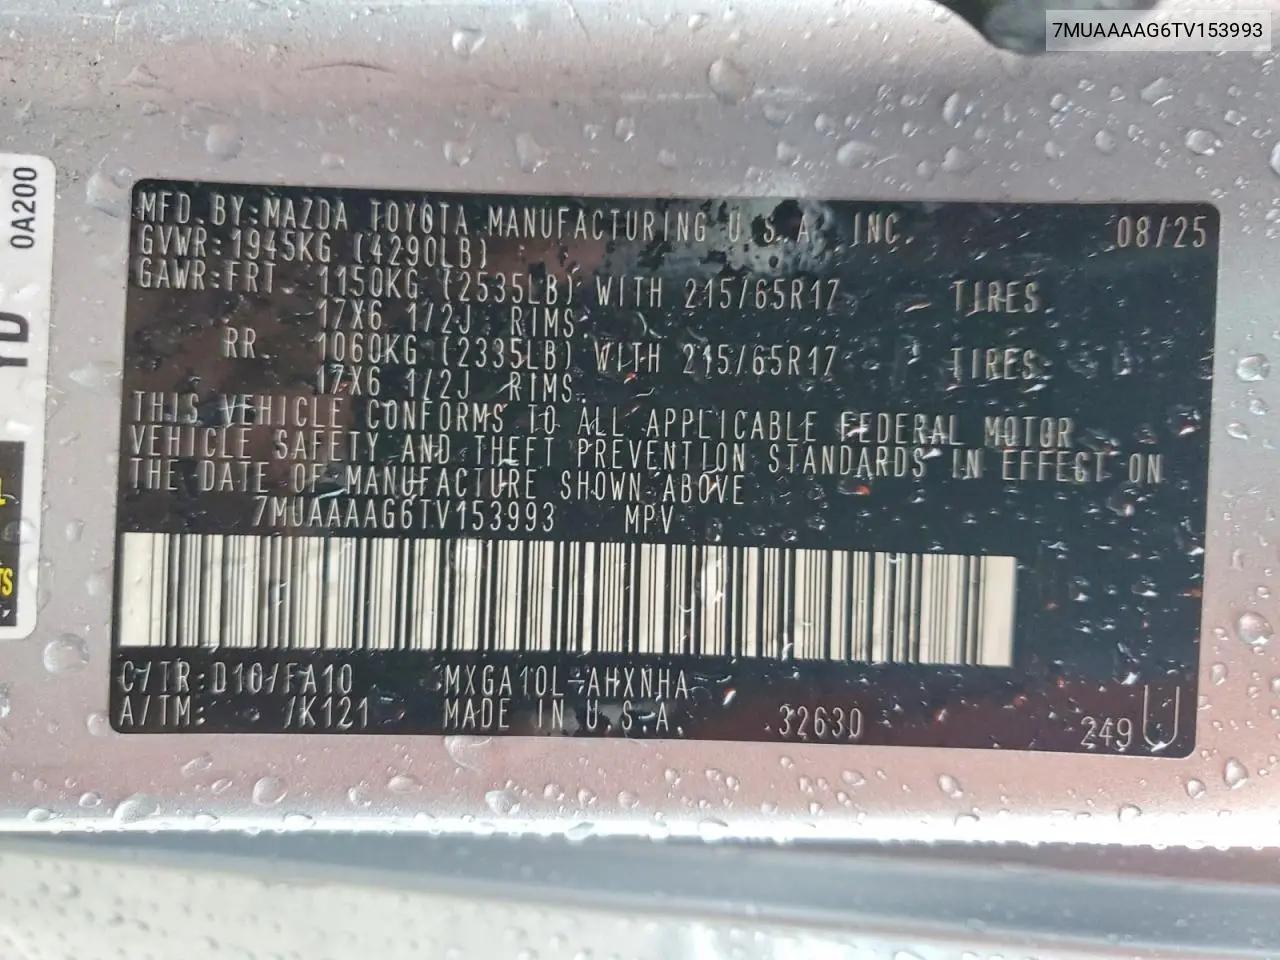 7MUAAAAG6TV153993
0A200
YD
MFD.BY:MAZDA TOYOTA MANUFACTURING U.S.A. INC. 08/25
GVWR:1945KG (4290LB)
GAWR:FRT. 1150KG (2535LB) WITH 215/65R17 TIRES.
17X6 1/2J RIMS.
RR. 1060KG (2335LB) WITH 215/65R17 TIRES.
17X6 1/2J RIMS.
THIS VEHICLE CONFORMS TO ALL APPLICABLE FEDERAL MOTOR
VEHICLE SAFETY AND THEFT PREVENTION STANDARDS IN EFFECT ON
THE DATE OF MANUFACTURE SHOWN ABOVE
7MUAAAAG6TV153993 MPV
C/TR:D10/FA10 MXGA10L-AHXNHA
A/TM: /K121 MADE IN U.S.A. 32630 249 U